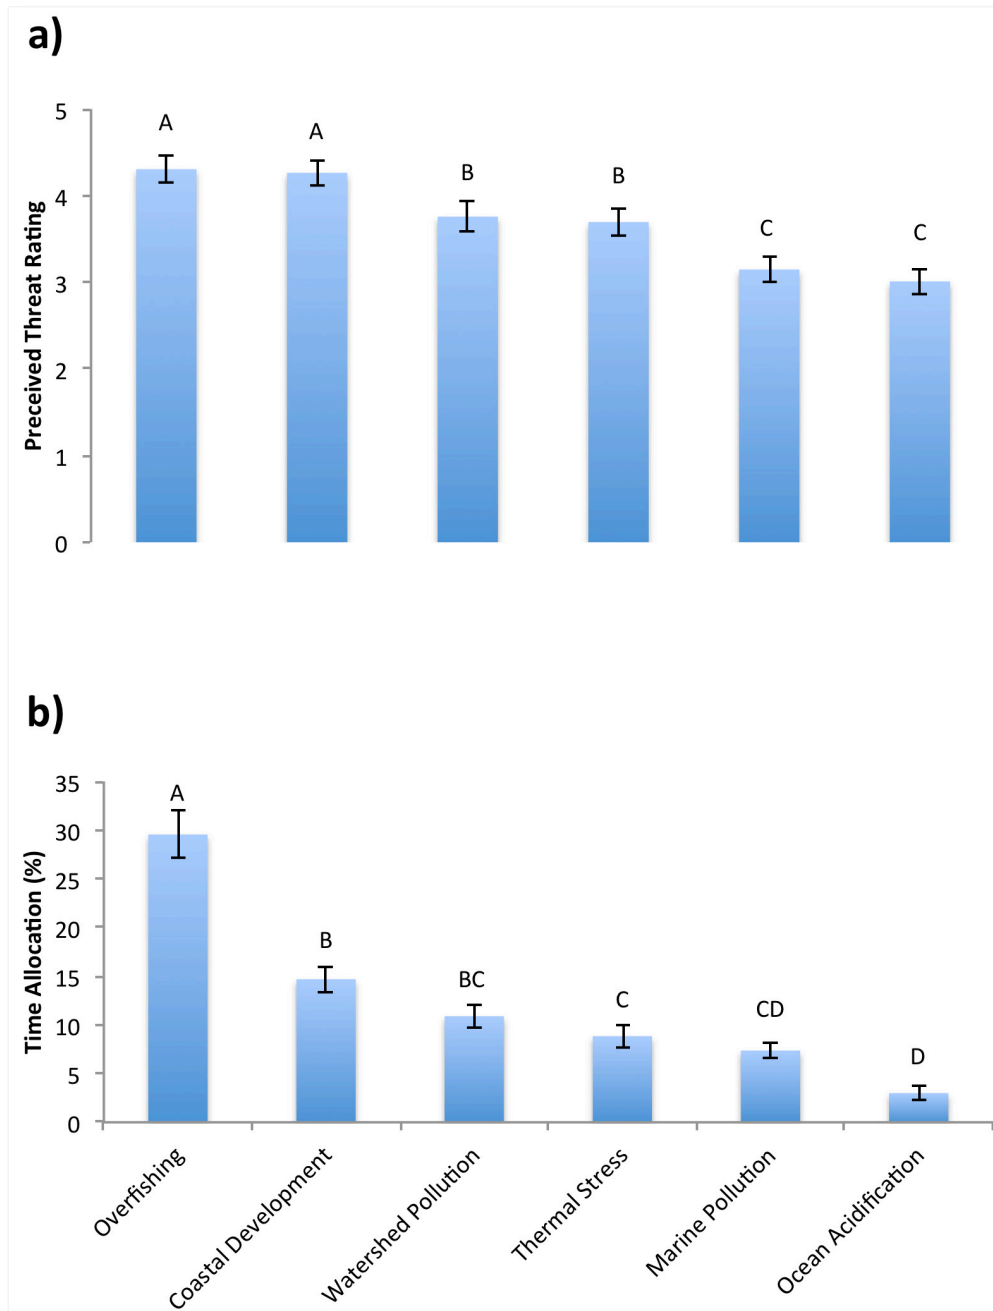 a)
5
4
3
2
1
0
Preceived Threat Rating
A
A
B
B
C
C
b)
35
30
25
20
15
10
5
0
Time Allocation (%)
A
B
BC
C
CD
D
Overfishing
Coastal Development
Watershed Pollution
Thermal Stress
Marine Pollution
Ocean Acidification